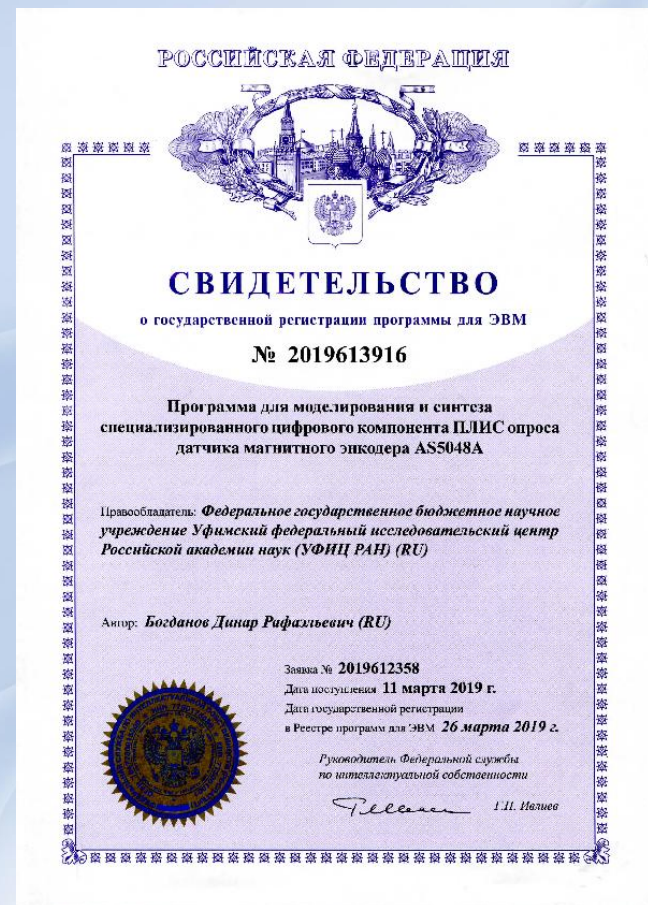 РОССИЙСКАЯ ФЕДЕРАЦИЯ
СВИДЕТЕЛЬСТВО
о государственной регистрации программы для ЭВМ
№ 2019613916
Программа для моделирования и синтеза
специализированного цифрового компонента ПЛИС опроса
датчика магнитного энкодера AS5048A
Правообладатель: Федеральное государственное бюджетное научное
учреждение Уфимский федеральный исследовательский центр
Российской академии наук (УФИЦ РАН) (RU)
Автор: Богданов Динар Рафаэльевич (RU)
Заявка № 2019612358
Дата поступления 11 марта 2019 г.
Дата государственной регистрации
в Реестре программ для ЭВМ 26 марта 2019 г.
Руководитель Федеральной службы
по интеллектуальной собственности
Г.П. Ивлиев